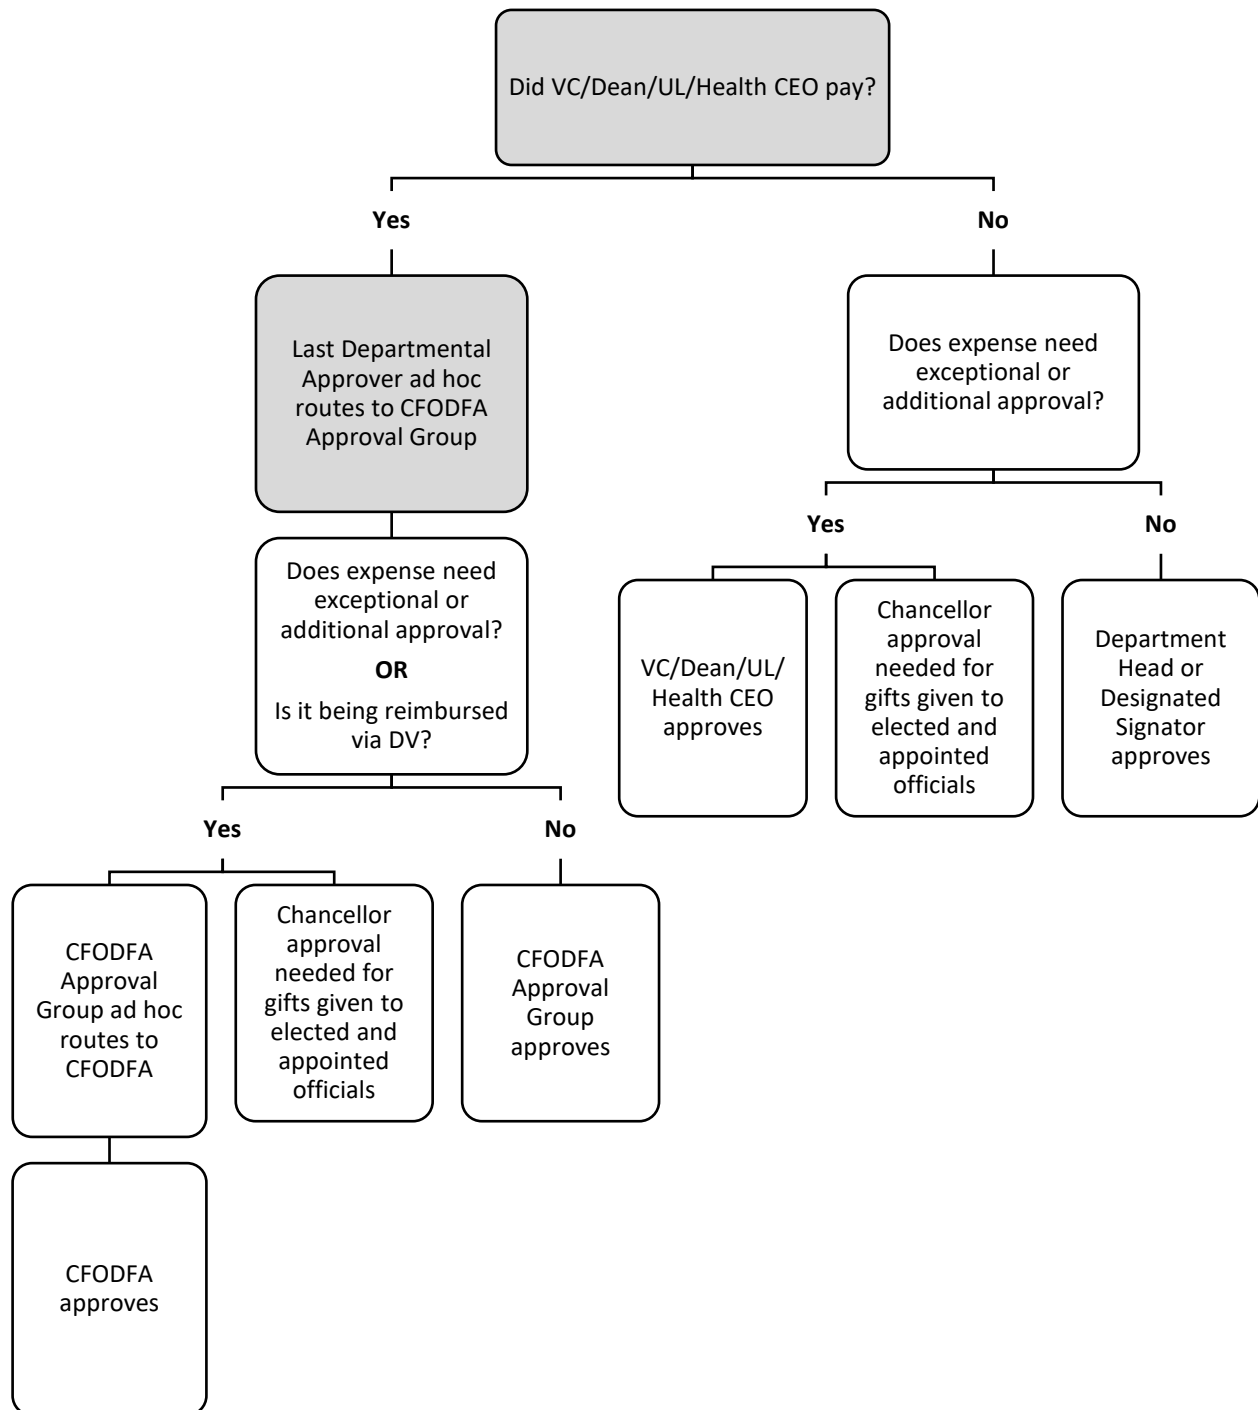 Did VC/Dean/UL/Health CEO pay?
Yes
No
Last Departmental
Approver ad hoc
routes to CFODFA
Approval Group
Does expense need
exceptional or
additional approval?
Does expense need
exceptional or
additional approval?
OR
Is it being reimbursed
via DV?
Yes
No
VC/Dean/UL/
Health CEO
approves
Chancellor
approval
needed for
gifts given to
elected and
appointed
officials
Department
Head or
Designated
Signator
approves
Yes
No
CFODFA
Approval
Group ad hoc
routes to
CFODFA
Chancellor
approval
needed for
gifts given to
elected and
appointed
officials
CFODFA
Approval
Group
approves
CFODFA
approves